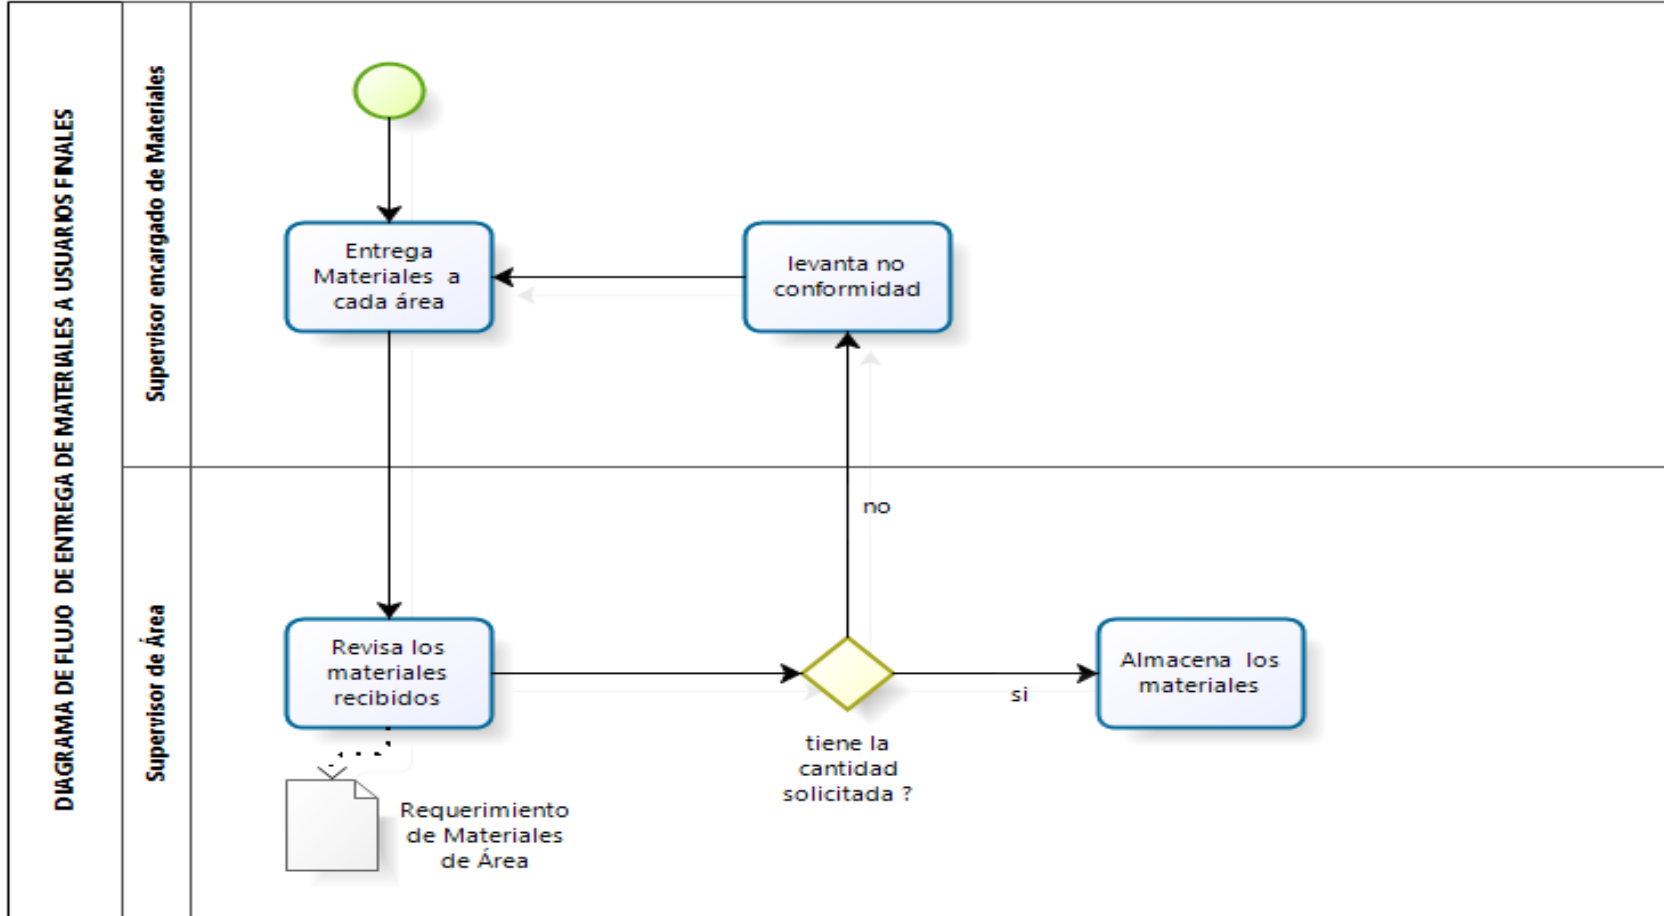 DIAGRAMA DE FLUJO DE ENTREGA DE MATERIALES A USUARIOS FINALES
Supervisor encargado de Materiales
Entrega
Materiales a
cada área
levanta no
conformidad
no
Supervisor de Área
Revisa los
materiales
recibidos
si
Almacena los
materiales
tiene la
cantidad
solicitada ?
Requerimiento
de Materiales
de Área